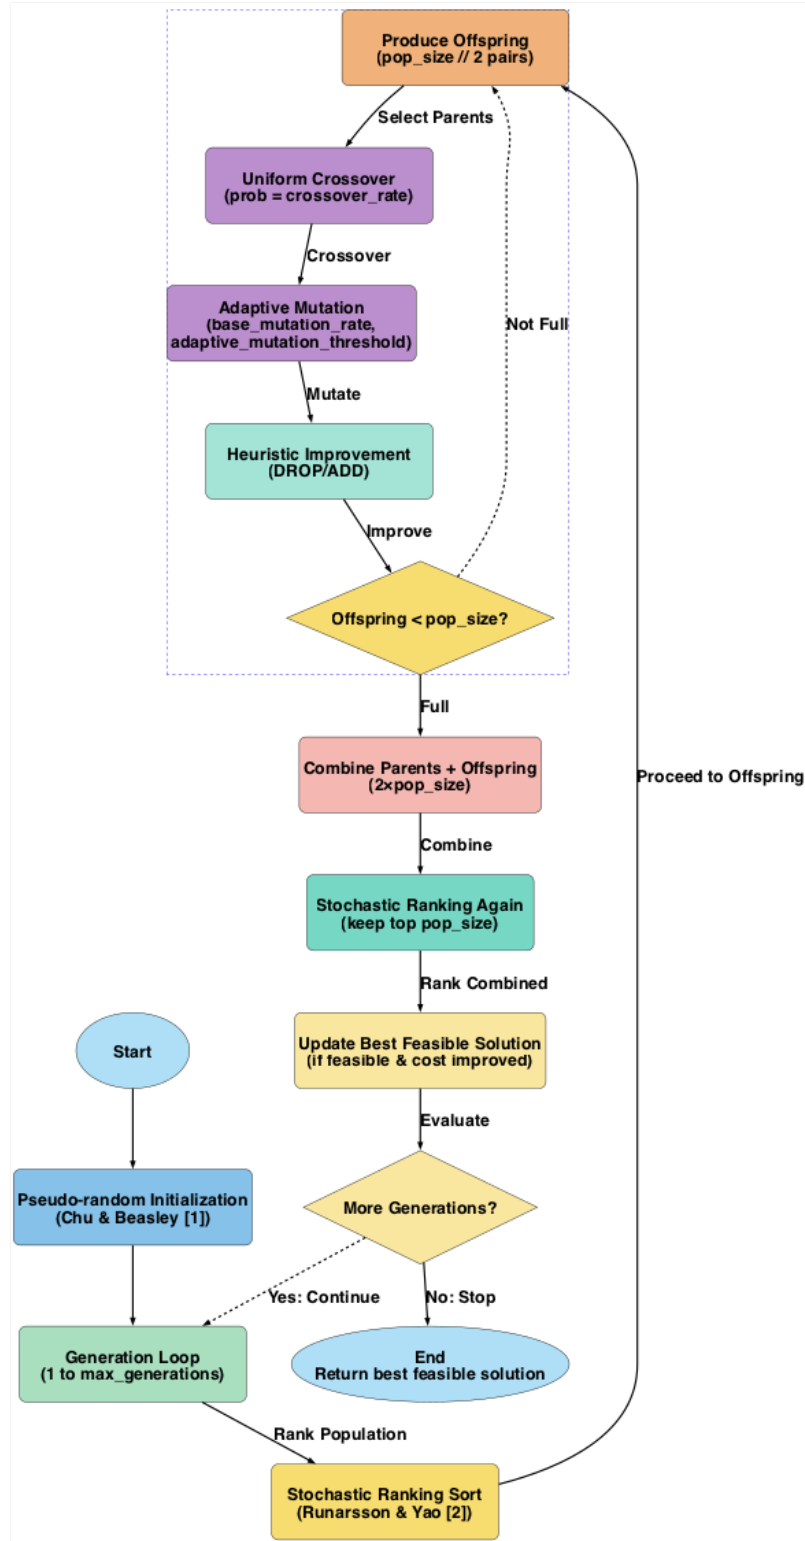 Produce Offspring
(pop_size // 2 pairs)
Select Parents
Uniform Crossover
(prob = crossover_rate)
Crossover
Adaptive Mutation
(base_mutation_rate,
adaptive_mutation_threshold)
Not Full
Mutate
Heuristic Improvement
(DROP/ADD)
Improve
Offspring < pop_size?
Full
Combine Parents + Offspring
(2×pop_size)
Proceed to Offspring
Combine
Stochastic Ranking Again
(keep top pop_size)
Rank Combined
Start
Update Best Feasible Solution
(if feasible & cost improved)
Evaluate
Pseudo-random Initialization
(Chu & Beasley [1])
More Generations?
Yes: Continue
No: Stop
Generation Loop
(1 to max_generations)
End
Return best feasible solution
Rank Population
Stochastic Ranking Sort
(Runarsson & Yao [2])